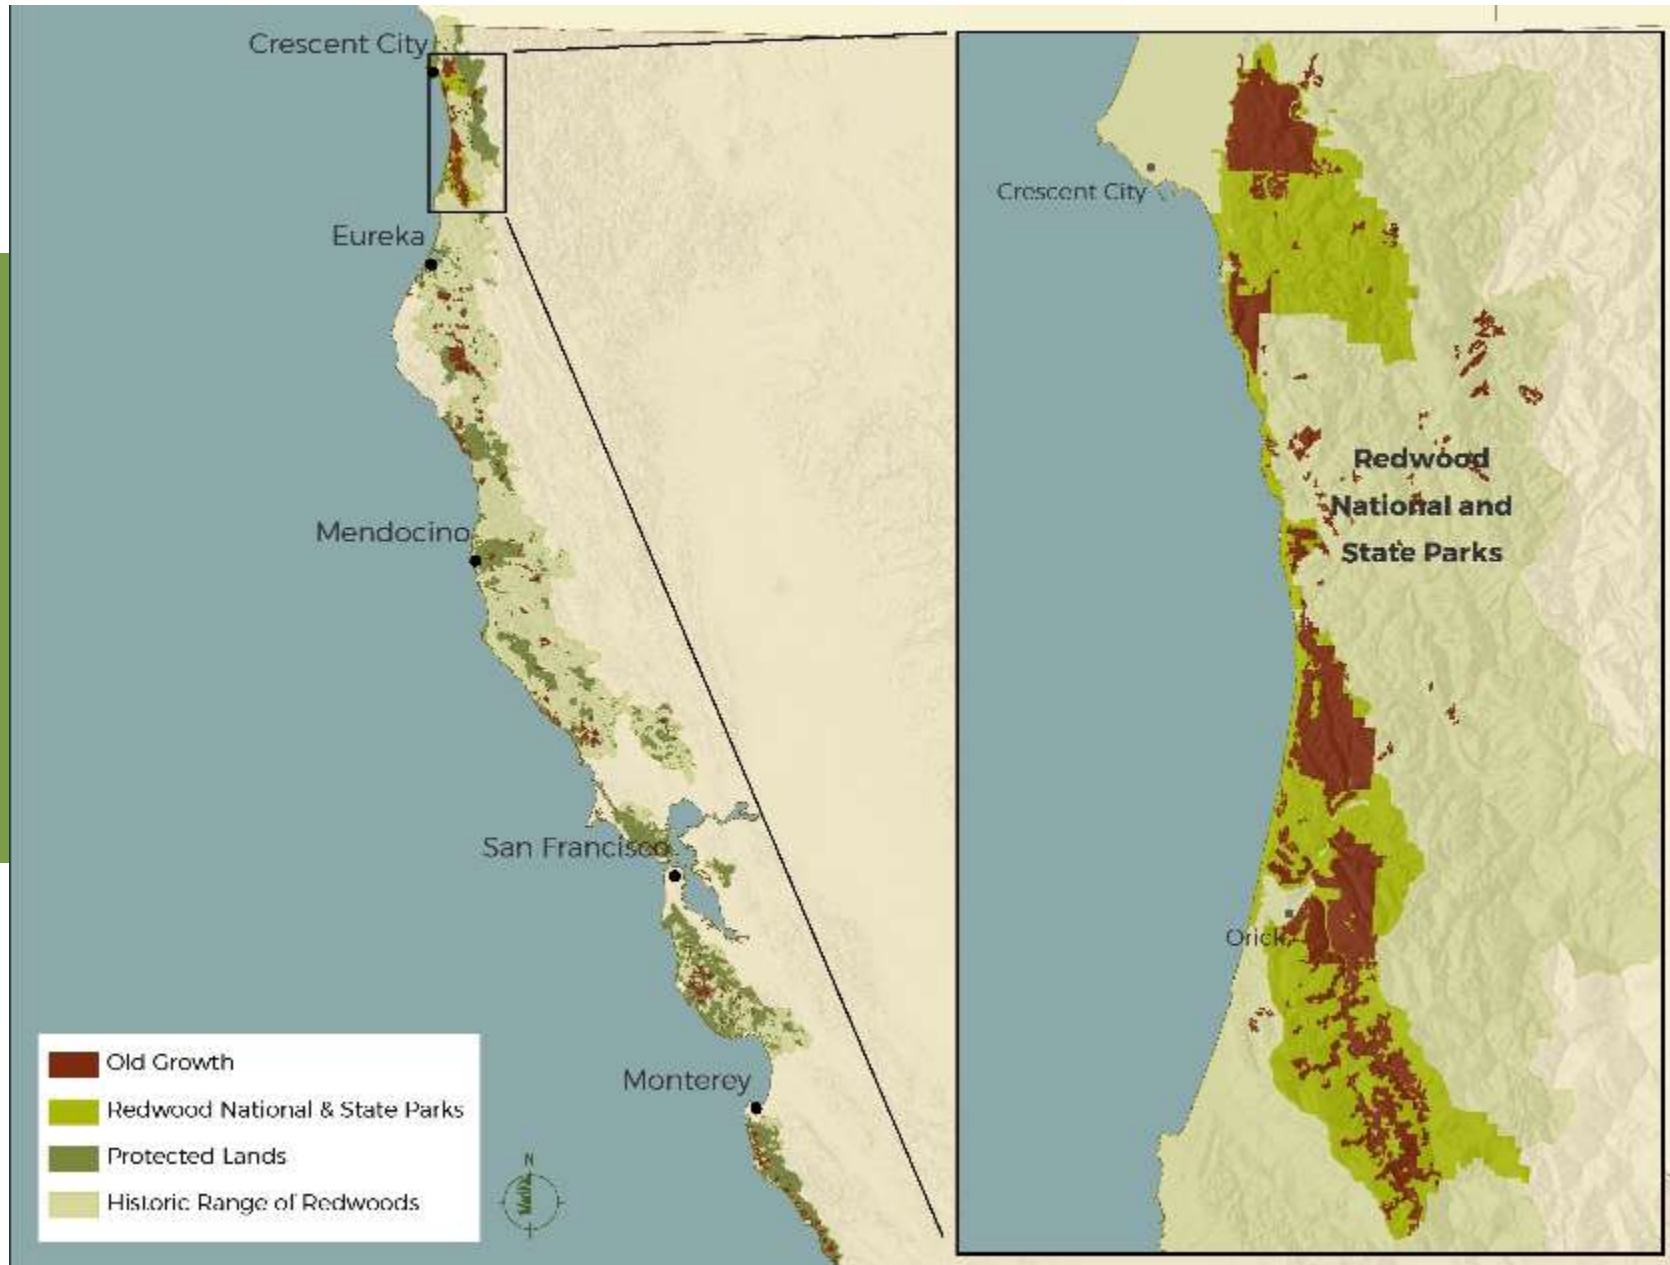 Crescent City
Eureka
Mendocino
San Francisco
Monterey
Old Growth
Redwood National & State Parks
Protected Lands
Historic Range of Redwoods
N
Crescent City
Redwood
National and
State Parks
Orick